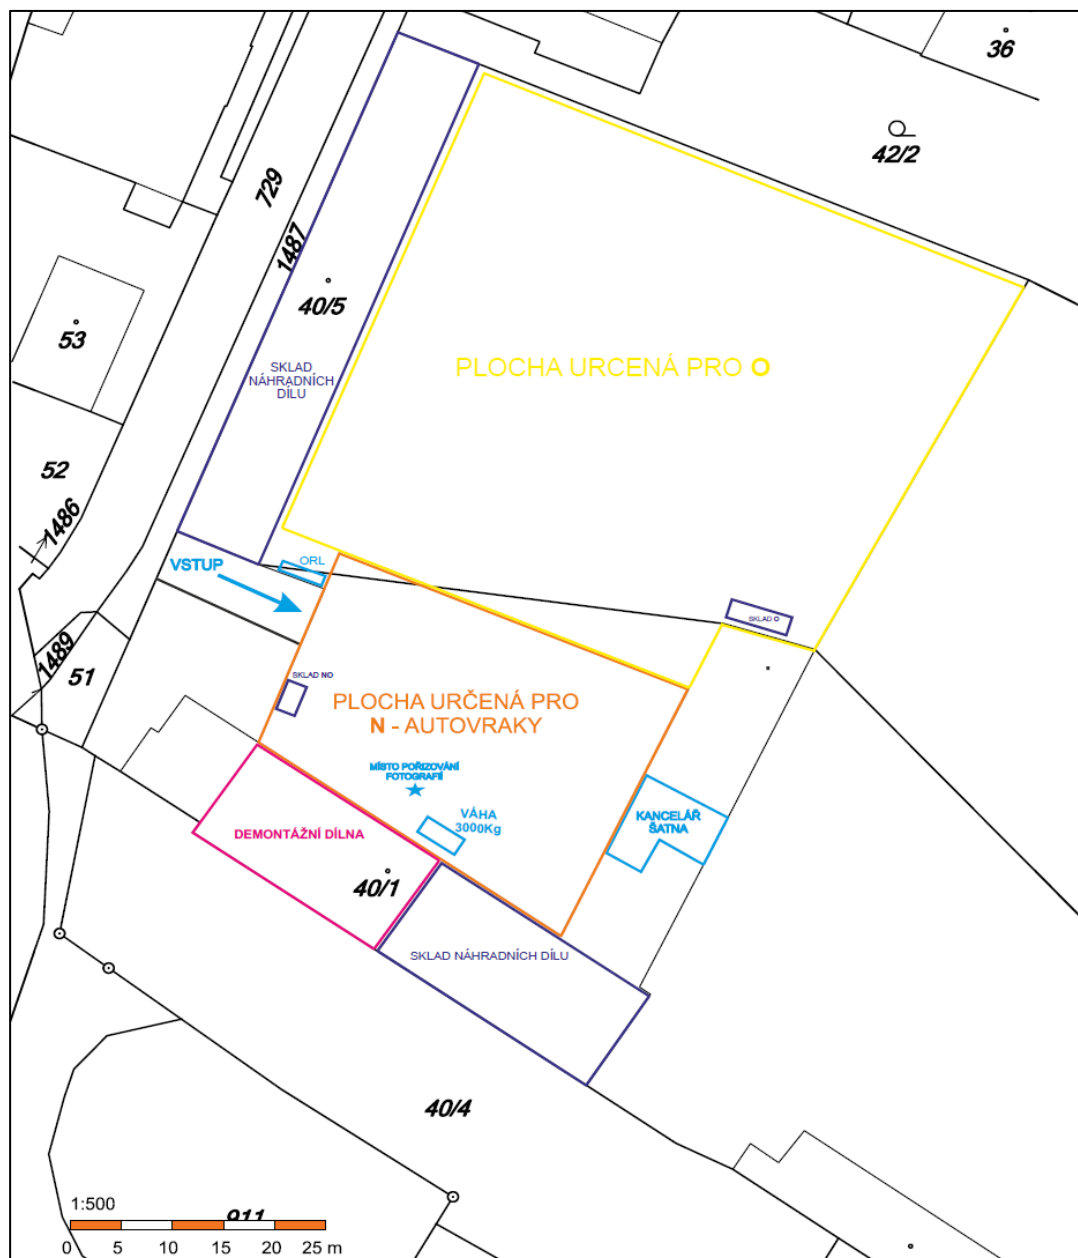 36
42/2
729
1487
40/5
53
SKLAD
NÁHRADNÍCH
DÍLU
PLOCHA URCENÁ PRO O
52
1486
VSTUP
ORL
SKLAD O
1489
51
SKLAD NO
PLOCHA URČENÁ PRO
N - AUTOVRAKY
MÍSTO POŘIZOVÁNÍ
FOTOGRAFIÍ
VÁHA
3000Kg
KANCELÁŘ
ŠATNA
DEMONTÁŽNÍ DÍLNA
40/1
SKLAD NÁHRADNÍCH DÍLU
40/4
1:500
911
0 5 10 15 20 25 m